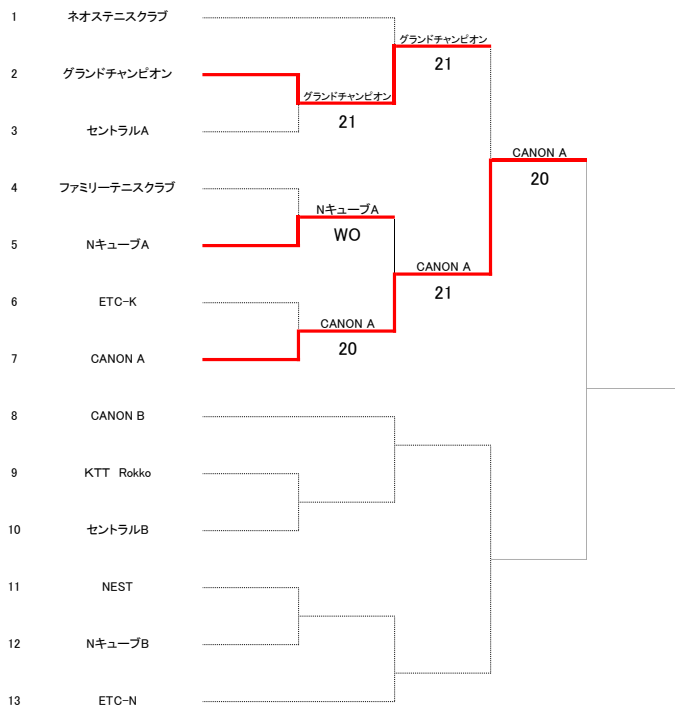 1 ネオステニスクラブ
グランドチャンピオン
21
2 グランドチャンピオン
グランドチャンピオン
21
3 セントラルA
CANON A
20
4 ファミリーテニスクラブ
NキューブA
WO
5 NキューブA
CANON A
21
6 ETC-K
CANON A
20
7 CANON A
8 CANON B
9 KTT Rokko
10 セントラルB
11 NEST
12 NキューブB
13 ETC-N